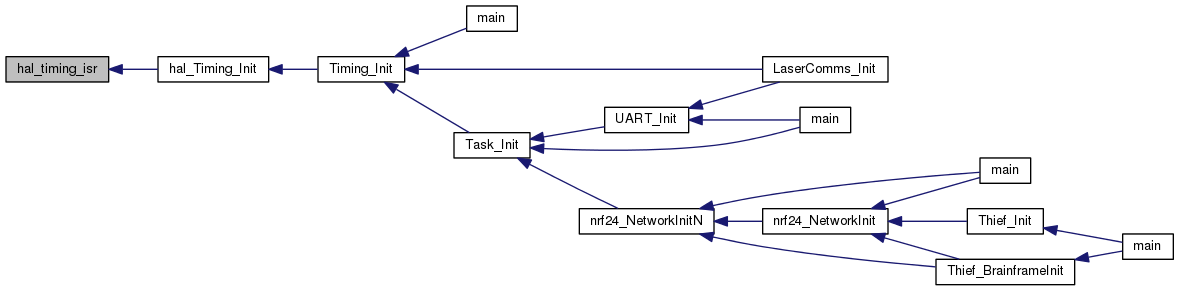 main
hal_timing_isr
hal_Timing_Init
Timing_Init
LaserComms_Init
UART_Init
main
Task_Init
main
nrf24_NetworkInitN
nrf24_NetworkInit
Thief_Init
main
Thief_BrainframeInit